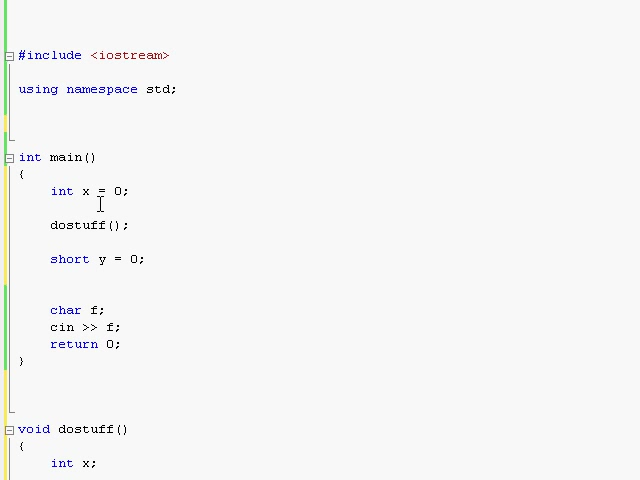 #include <iostream>
using namespace std;
int main()
{
int x = 0;
dostuff();
short y = 0;
char f;
cin >> f;
return 0;
}
void dostuff()
{
int x;